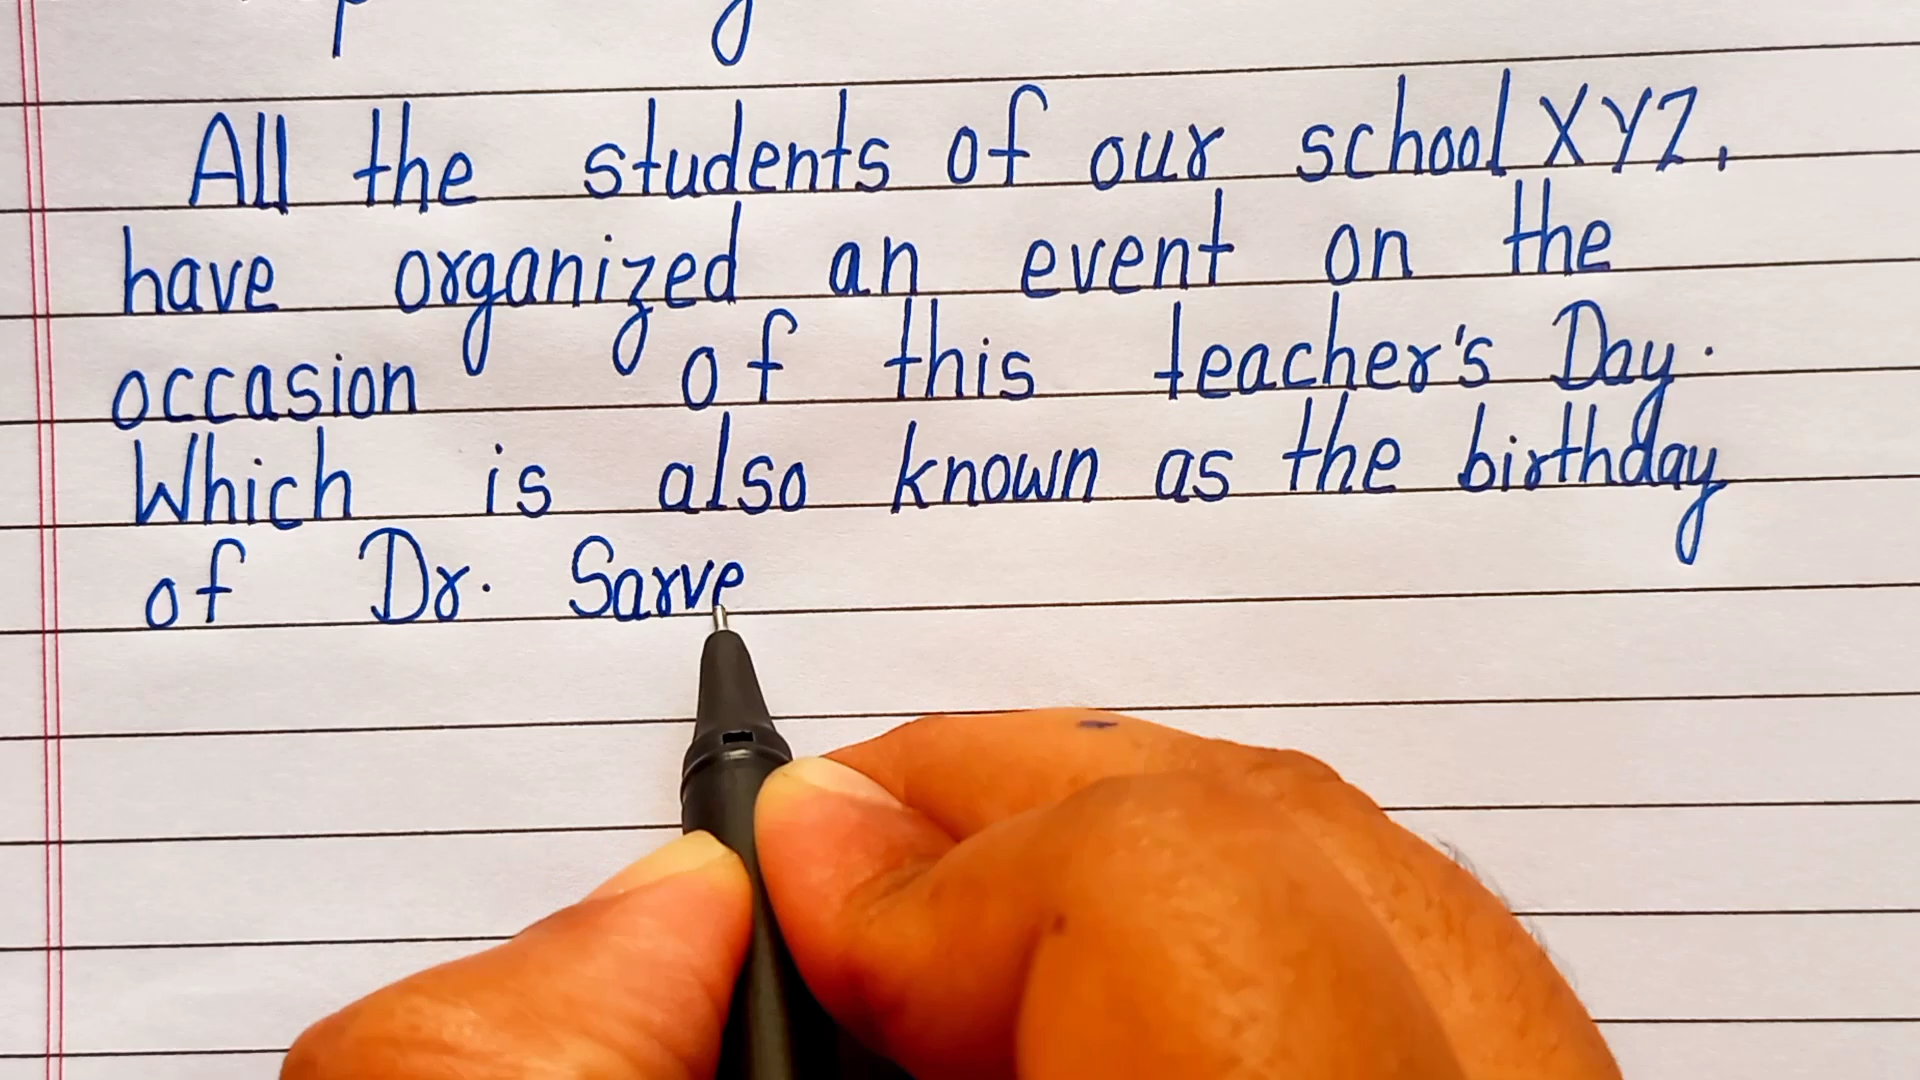 All the students of our school XYZ,
have organized an event on the
occasion of this teacher's Day.
Which is also known as the birthday
of Dr. Sarve